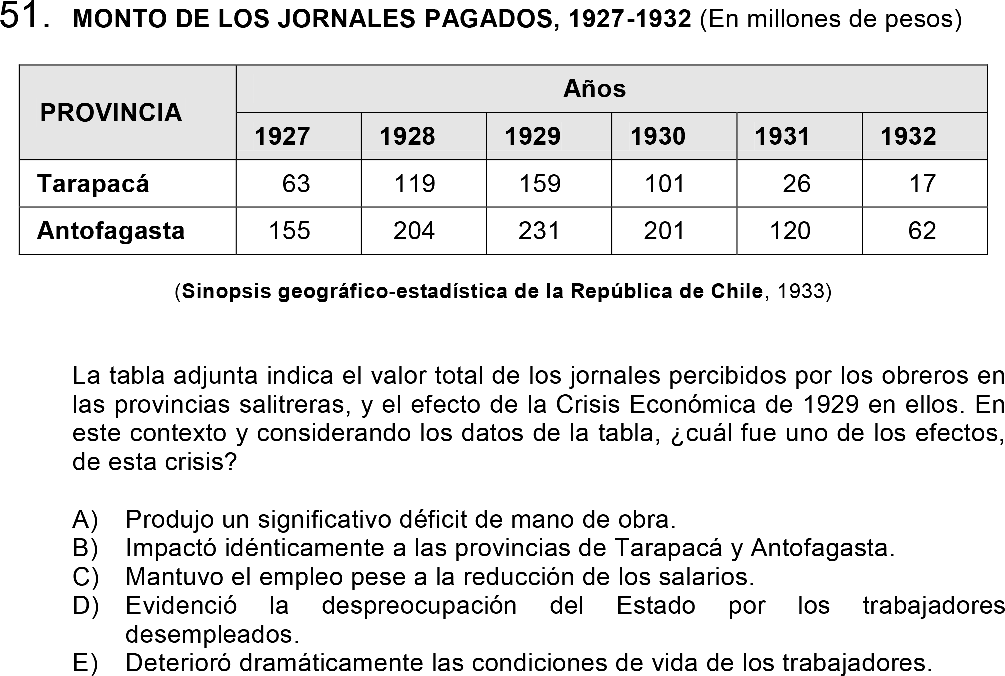 51. MONTO DE LOS JORNALES PAGADOS, 1927-1932 (En millones de pesos)
PROVINCIA
Años
1927 1928 1929 1930 1931 1932
Tarapacá 63 119 159 101 26 17
Antofagasta 155 204 231 201 120 62
(Sinopsis geográfico-estadística de la República de Chile, 1933)
La tabla adjunta indica el valor total de los jornales percibidos por los obreros en
las provincias salitreras, y el efecto de la Crisis Económica de 1929 en ellos. En
este contexto y considerando los datos de la tabla, ¿cuál fue uno de los efectos,
de esta crisis?
A) Produjo un significativo déficit de mano de obra.
B) Impactó idénticamente a las provincias de Tarapacá y Antofagasta.
C) Mantuvo el empleo pese a la reducción de los salarios.
D) Evidenció la despreocupación del Estado por los trabajadores
desempleados.
E) Deterioró dramáticamente las condiciones de vida de los trabajadores.